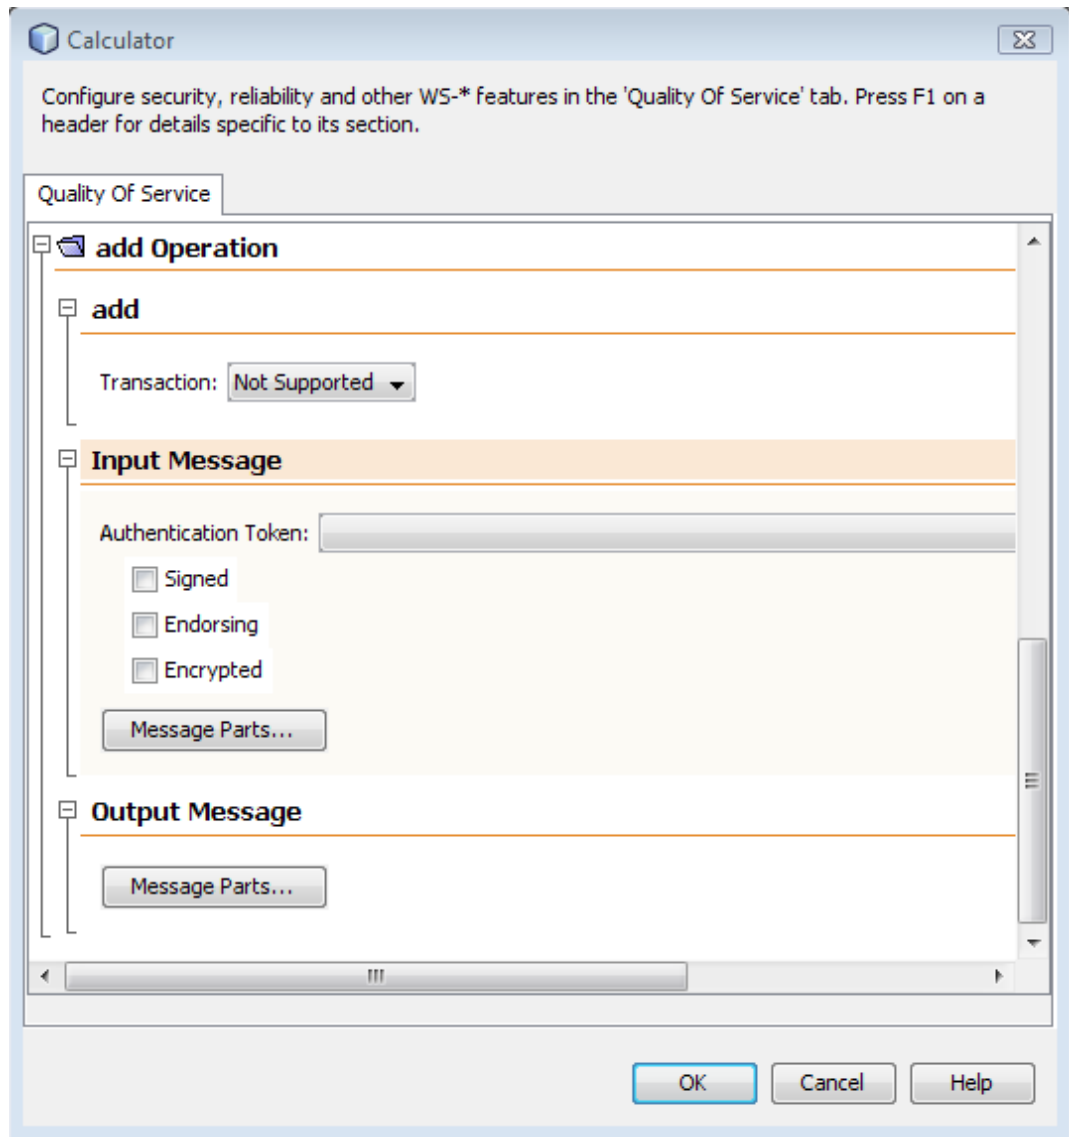 Calculator
Configure security, reliability and other WS-* features in the 'Quality Of Service' tab. Press F1 on a
header for details specific to its section.
Quality Of Service
add Operation
add
Transaction: Not Supported
Input Message
Authentication Token:
Signed
Endorsing
Encrypted
Message Parts...
Output Message
Message Parts...
OK Cancel Help